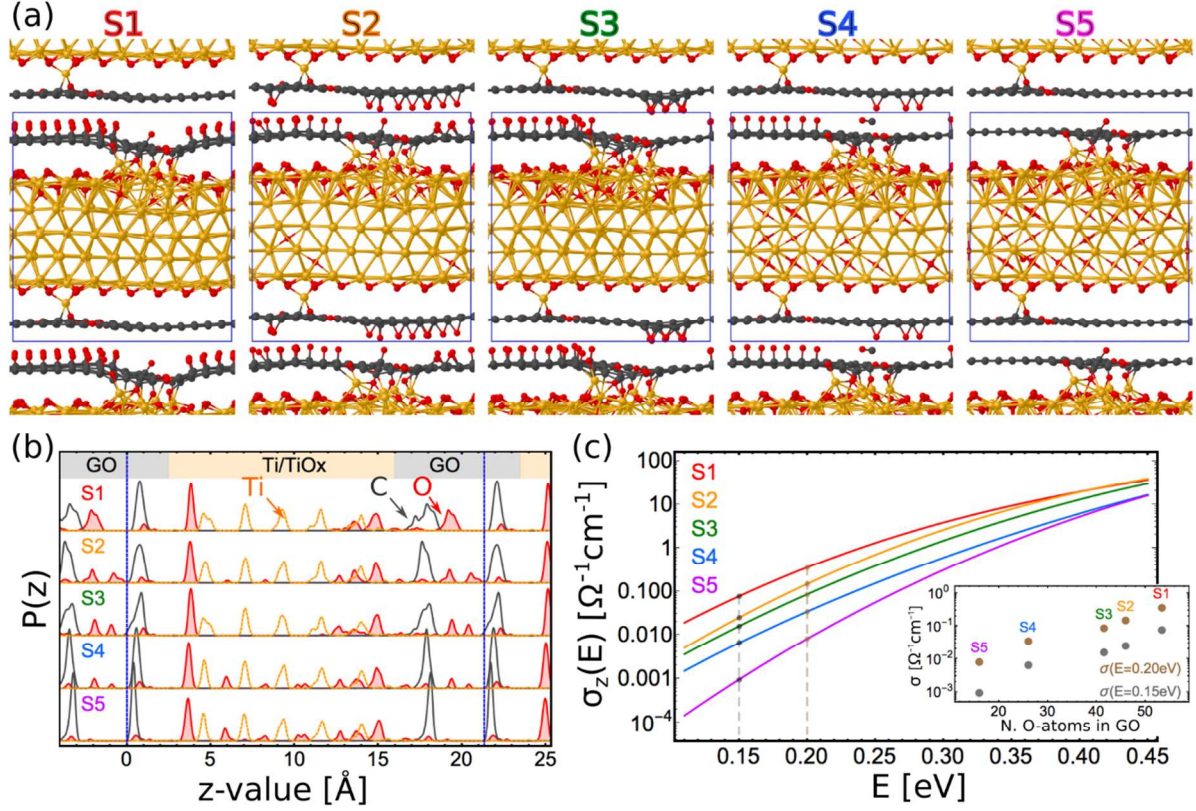 (a) S1 S2 S3 S4 S5
(b)
GO Ti/TiOx GO
S1 Ti C O
S2
S3
S4
S5
P(z)
0 5 10 15 20 25
z-value [Å]
(c)
σz(E) [Ω⁻¹cm⁻¹]
100
10
1
0.100
0.010
0.001
10⁻⁴
S1
S2
S3
S4
S5
0.15 0.20 0.25 0.30 0.35 0.40 0.45
E [eV]
σ [Ω⁻¹cm⁻¹]
10⁰
10⁻¹
10⁻²
10⁻³
S5 S4 S3 S2 S1
σ(E=0.20eV)
σ(E=0.15eV)
20 30 40 50
N. O-atoms in GO